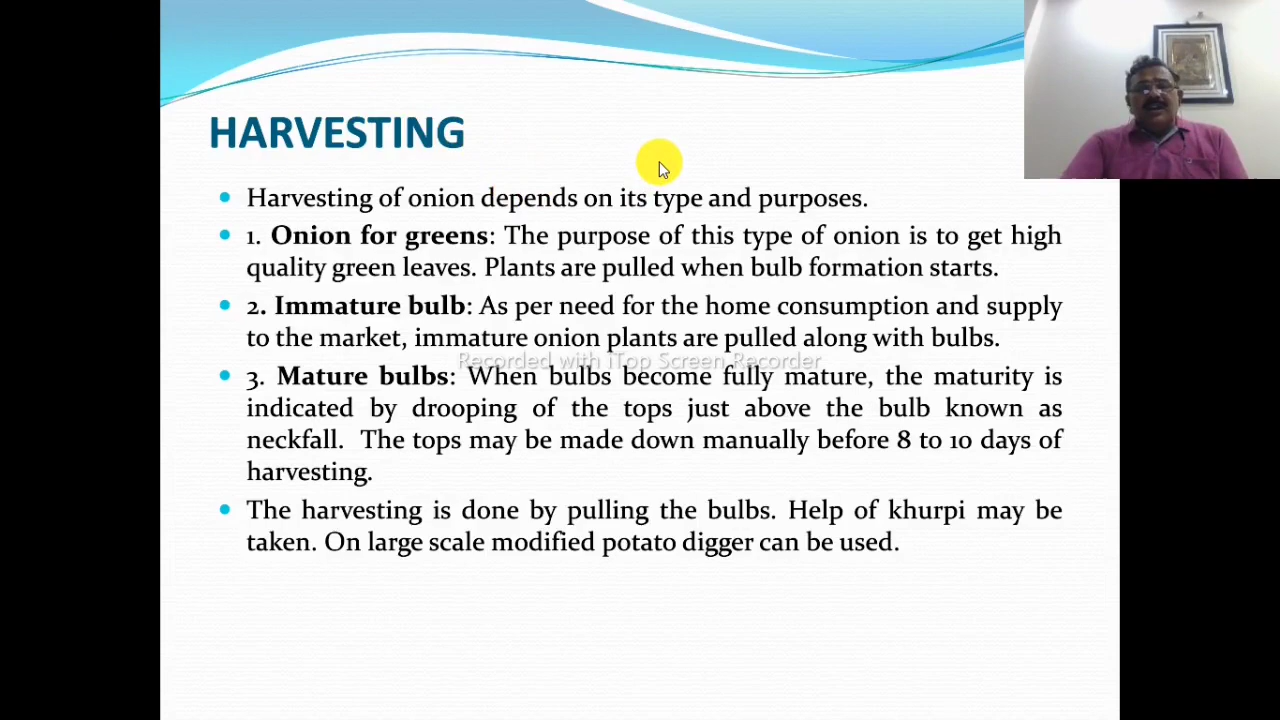 HARVESTING
Harvesting of onion depends on its type and purposes.
1. Onion for greens: The purpose of this type of onion is to get high
quality green leaves. Plants are pulled when bulb formation starts.
2. Immature bulb: As per need for the home consumption and supply
to the market, immature onion plants are pulled along with bulbs.
Recorded with iTop Screen Recorder
3. Mature bulbs: When bulbs become fully mature, the maturity is
indicated by drooping of the tops just above the bulb known as
neckfall. The tops may be made down manually before 8 to 10 days of
harvesting.
The harvesting is done by pulling the bulbs. Help of khurpi may be
taken. On large scale modified potato digger can be used.